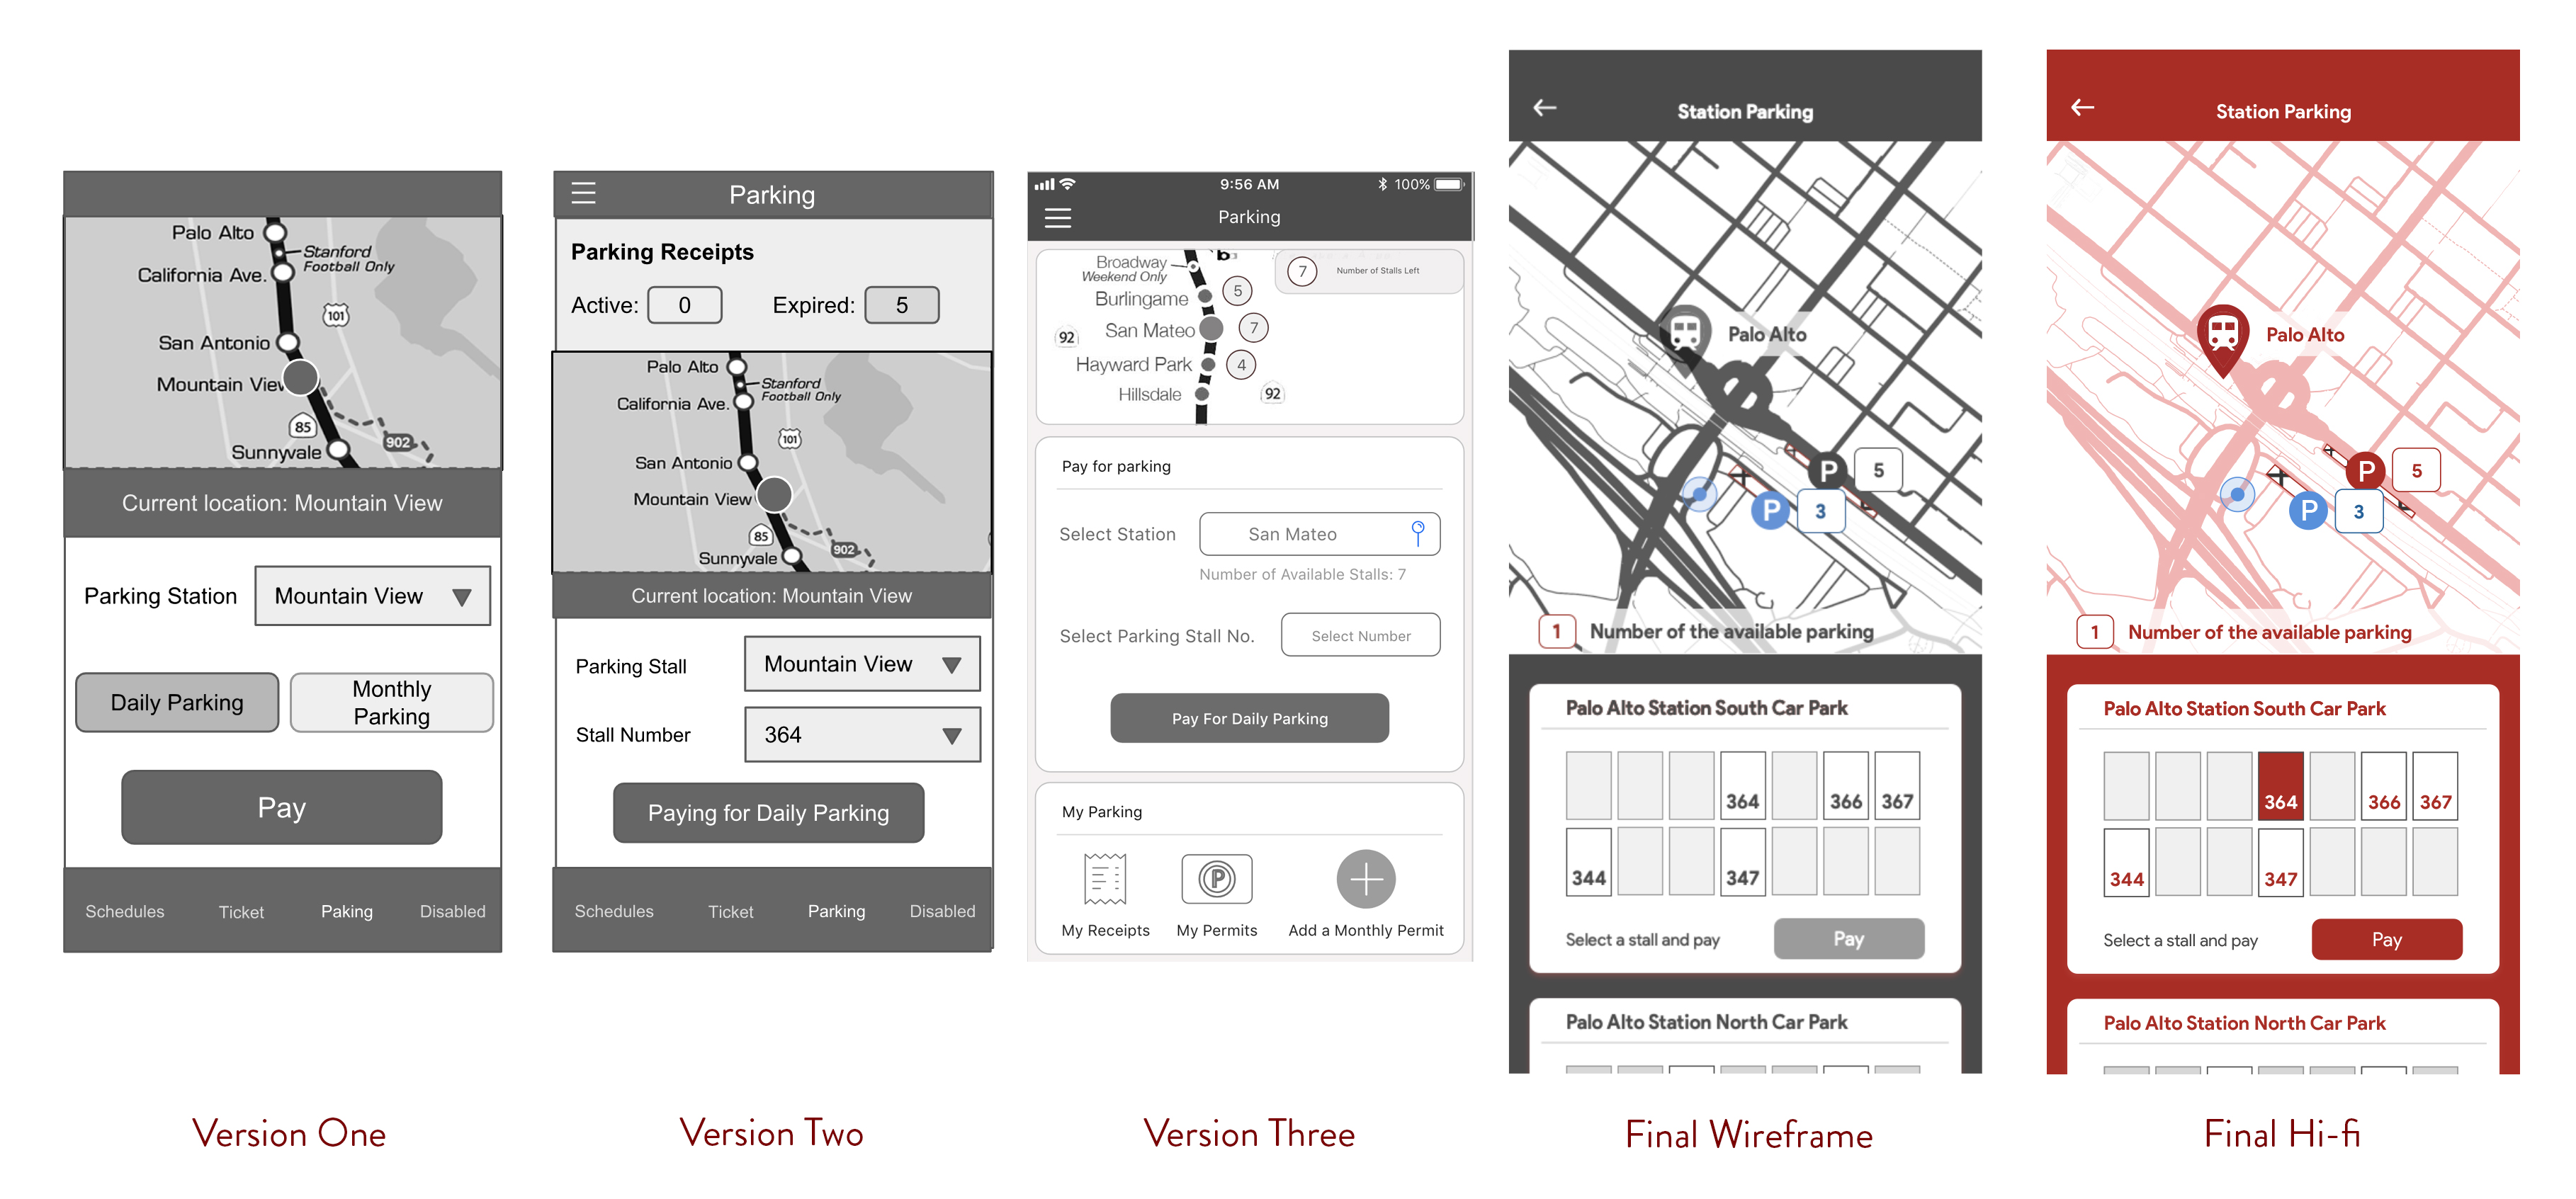 Palo Alto
Stanford
Football Only
California Ave.
101
San Antonio
Mountain View
85
902
Sunnyvale
Current location: Mountain View
Parking Station
Mountain View
Daily Parking
Monthly
Parking
Pay
Schedules
Ticket
Paking
Disabled
Version One
Parking
Parking Receipts
Active:
0
Expired:
5
Palo Alto
Stanford
Football Only
California Ave.
101
San Antonio
Mountain View
85
902
Sunnyvale
Current location: Mountain View
Parking Stall
Mountain View
Stall Number
364
Paying for Daily Parking
Schedules
Ticket
Parking
Disabled
Version Two
9:56 AM
100%
Parking
Broadway
Weekend Only
7
Number of Stalls Left
Burlingame
5
San Mateo
7
92
Hayward Park
4
Hillsdale
92
Pay for parking
Select Station
San Mateo
Number of Available Stalls: 7
Select Parking Stall No.
Select Number
Pay For Daily Parking
My Parking
P
My Receipts
My Permits
Add a Monthly Permit
Version Three
Station Parking
Palo Alto
P
5
P
3
1
Number of the available parking
Palo Alto Station South Car Park
364
366
367
344
347
Select a stall and pay
Pay
Palo Alto Station North Car Park
Final Wireframe
Station Parking
Palo Alto
P
5
P
3
1
Number of the available parking
Palo Alto Station South Car Park
364
366
367
344
347
Select a stall and pay
Pay
Palo Alto Station North Car Park
Final Hi-fi